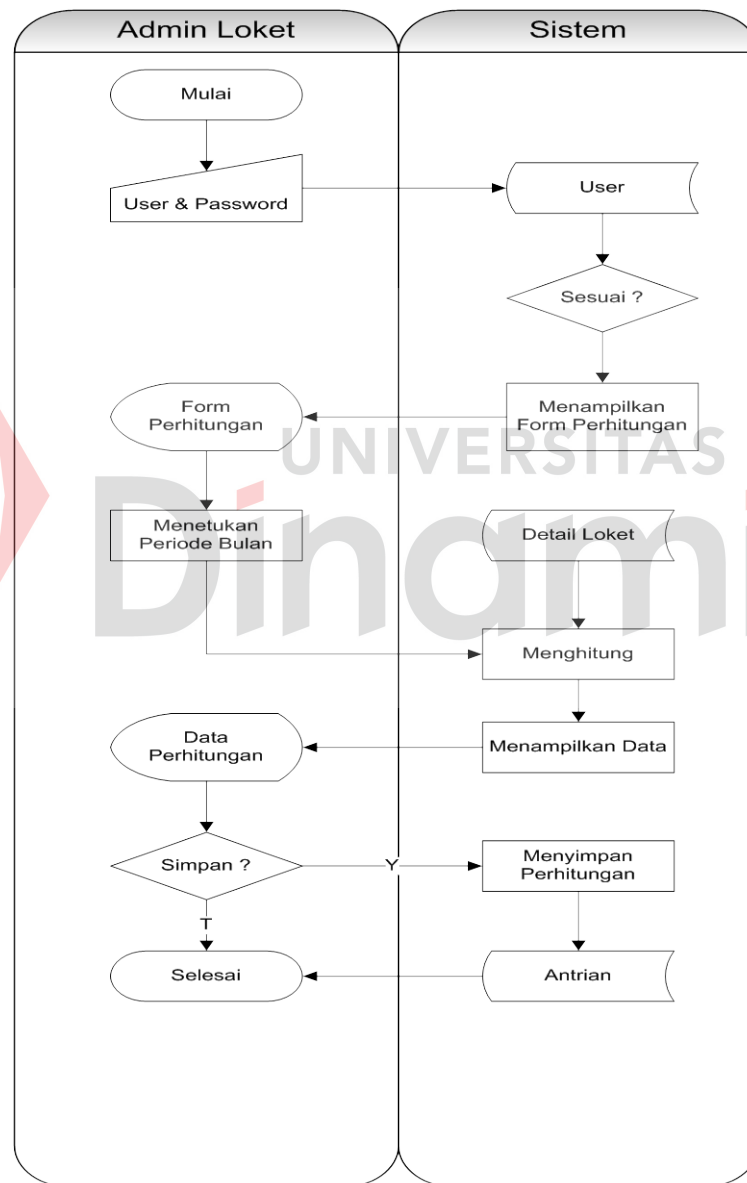 Admin Loket
Sistem
Mulai
User & Password
User
Sesuai ?
Form
Perhitungan
Menampilkan
Form Perhitungan
UNIVERSITAS
Dinami
Menetukan
Periode Bulan
Detail Loket
Menghitung
Data
Perhitungan
Menampilkan Data
Simpan ?
Y
Menyimpan
Perhitungan
T
Selesai
Antrian